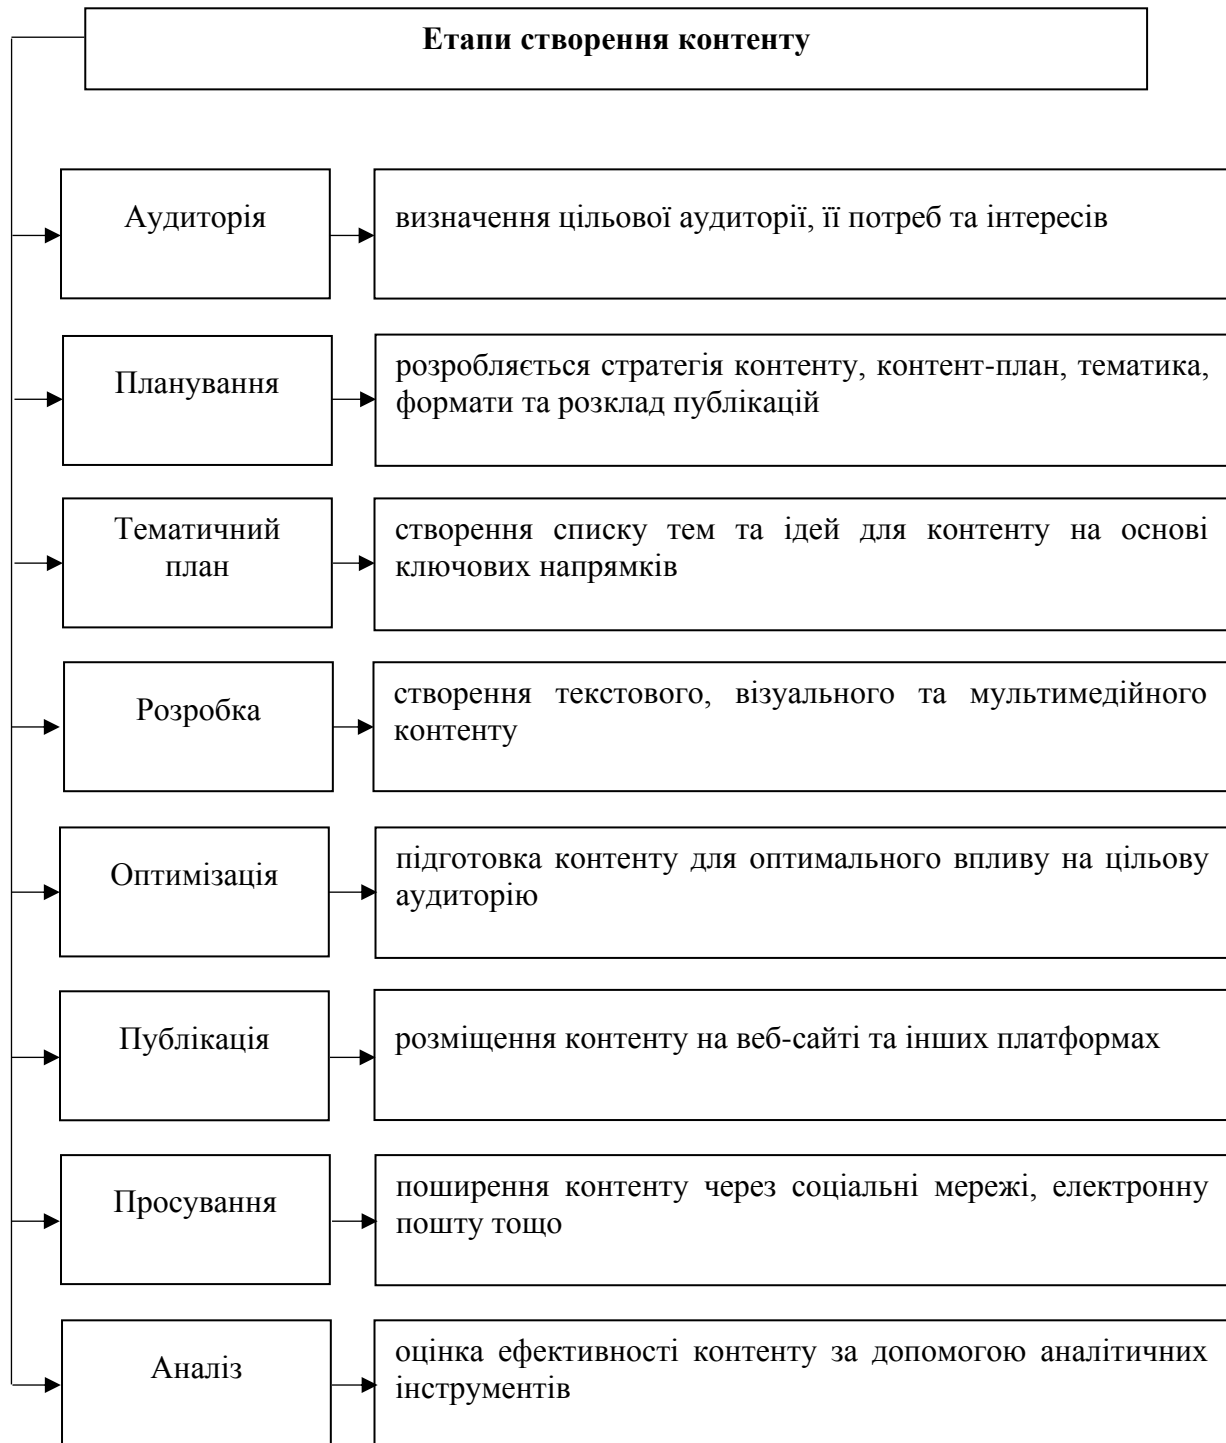 Етапи створення контенту
Аудиторія
визначення цільової аудиторії, її потреб та інтересів
Планування
розробляється стратегія контенту, контент-план, тематика,
формати та розклад публікацій
Тематичний
план
створення списку тем та ідей для контенту на основі
ключових напрямків
Розробка
створення текстового, візуального та мультимедійного
контенту
Оптимізація
підготовка контенту для оптимального впливу на цільову
аудиторію
Публікація
розміщення контенту на веб-сайті та інших платформах
Просування
поширення контенту через соціальні мережі, електронну
пошту тощо
Аналіз
оцінка ефективності контенту за допомогою аналітичних
інструментів